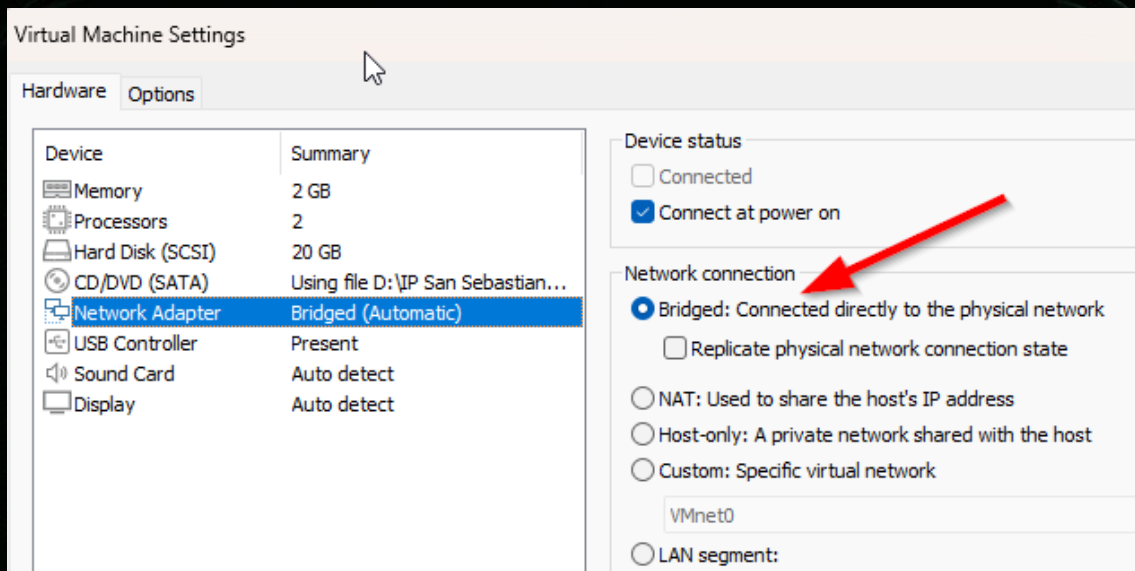 Virtual Machine Settings
Hardware Options
Device Summary
Memory 2 GB
Processors 2
Hard Disk (SCSI) 20 GB
CD/DVD (SATA) Using file D:\IP San Sebastian...
Network Adapter Bridged (Automatic)
USB Controller Present
Sound Card Auto detect
Display Auto detect
Device status
Connected
Connect at power on
Network connection
Bridged: Connected directly to the physical network
Replicate physical network connection state
NAT: Used to share the host's IP address
Host-only: A private network shared with the host
Custom: Specific virtual network
VMnet0
LAN segment: